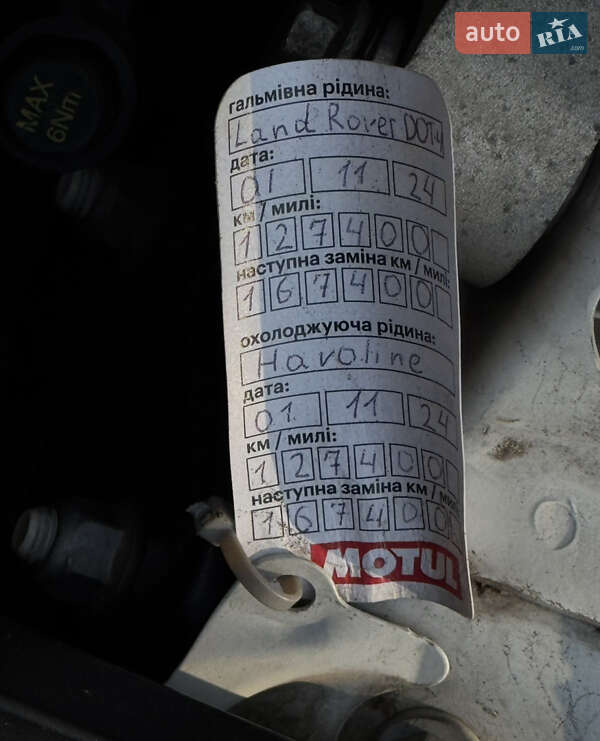 auto RIA
.com
MAX
6Nm
гальмівна рідина:
Land Rover DOT4
дата:
01 11 24
км / милі:
127400
наступна заміна км / милі:
167400
охолоджуюча рідина:
Havoline
дата:
01 11 24
км / милі:
127400
наступна заміна км / милі:
167400
MOTUL